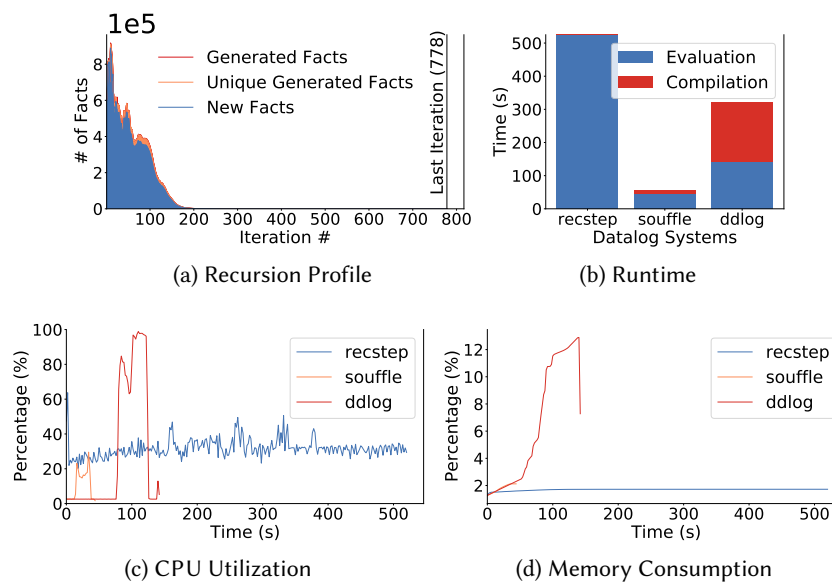 1e5
# of Facts
8
6
4
2
0
Generated Facts
Unique Generated Facts
New Facts
Last Iteration (778)
100 200 300 400 500 600 700 800
Iteration #
(a) Recursion Profile
Time (s)
500
400
300
200
100
0
Evaluation
Compilation
recstep souffle ddlog
Datalog Systems
(b) Runtime
Percentage (%)
100
80
60
40
20
0
recstep
souffle
ddlog
0 100 200 300 400 500
Time (s)
(c) CPU Utilization
Percentage (%)
12
10
8
6
4
2
recstep
souffle
ddlog
0 100 200 300 400 500
Time (s)
(d) Memory Consumption